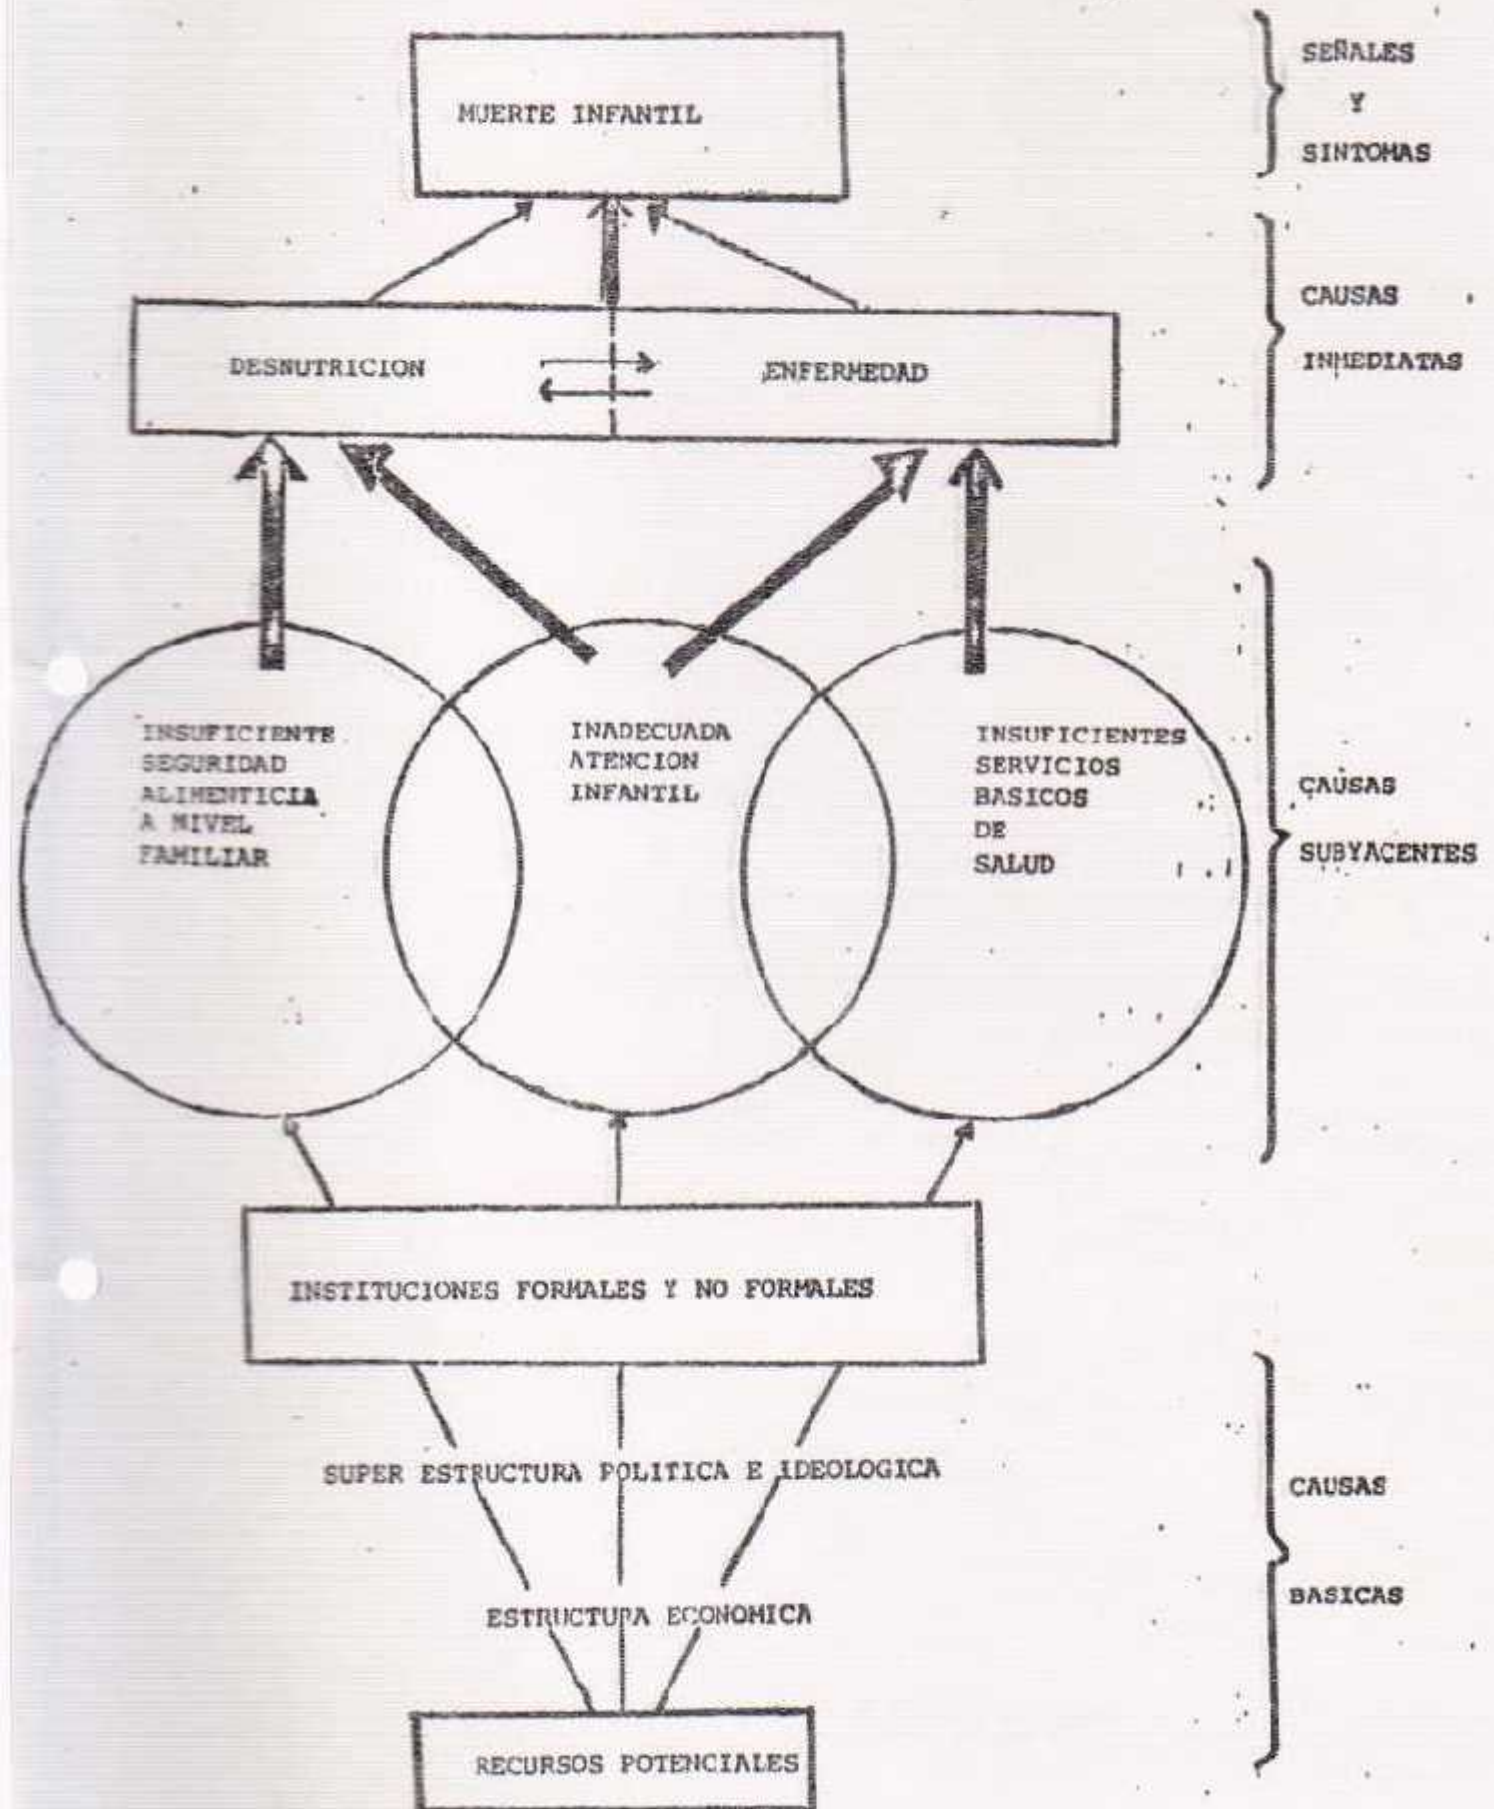 SEÑALES
Y
SINTOMAS
MUERTE INFANTIL
CAUSAS
INMEDIATAS
DESNUTRICION
ENFERMEDAD
INSUFICIENTE
SEGURIDAD
ALIMENTICIA
A NIVEL
FAMILIAR
INADECUADA
ATENCION
INFANTIL
INSUFICIENTES
SERVICIOS
BASICOS
DE
SALUD
CAUSAS
SUBYACENTES
INSTITUCIONES FORMALES Y NO FORMALES
SUPER ESTRUCTURA POLITICA E IDEOLOGICA
CAUSAS
BASICAS
ESTRUCTURA ECONOMICA
RECURSOS POTENCIALES